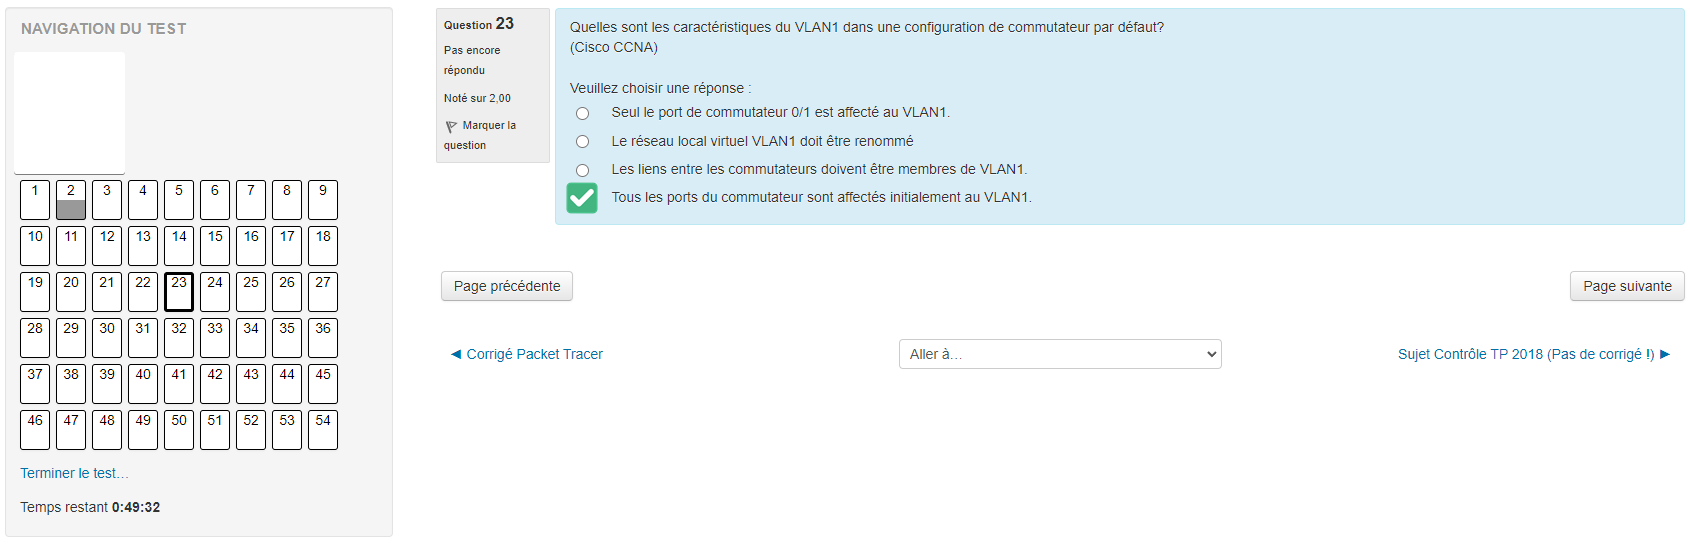 NAVIGATION DU TEST
1 2 3 4 5 6 7 8 9
10 11 12 13 14 15 16 17 18
19 20 21 22 23 24 25 26 27
28 29 30 31 32 33 34 35 36
37 38 39 40 41 42 43 44 45
46 47 48 49 50 51 52 53 54
Terminer le test…
Temps restant 0:49:32
Question 23
Pas encore
répondu
Noté sur 2,00
Marquer la
question
Quelles sont les caractéristiques du VLAN1 dans une configuration de commutateur par défaut?
(Cisco CCNA)
Veuillez choisir une réponse :
Seul le port de commutateur 0/1 est affecté au VLAN1.
Le réseau local virtuel VLAN1 doit être renommé
Les liens entre les commutateurs doivent être membres de VLAN1.
Tous les ports du commutateur sont affectés initialement au VLAN1.
Page précédente
Page suivante
◄ Corrigé Packet Tracer
Aller à…
Sujet Contrôle TP 2018 (Pas de corrigé !) ►